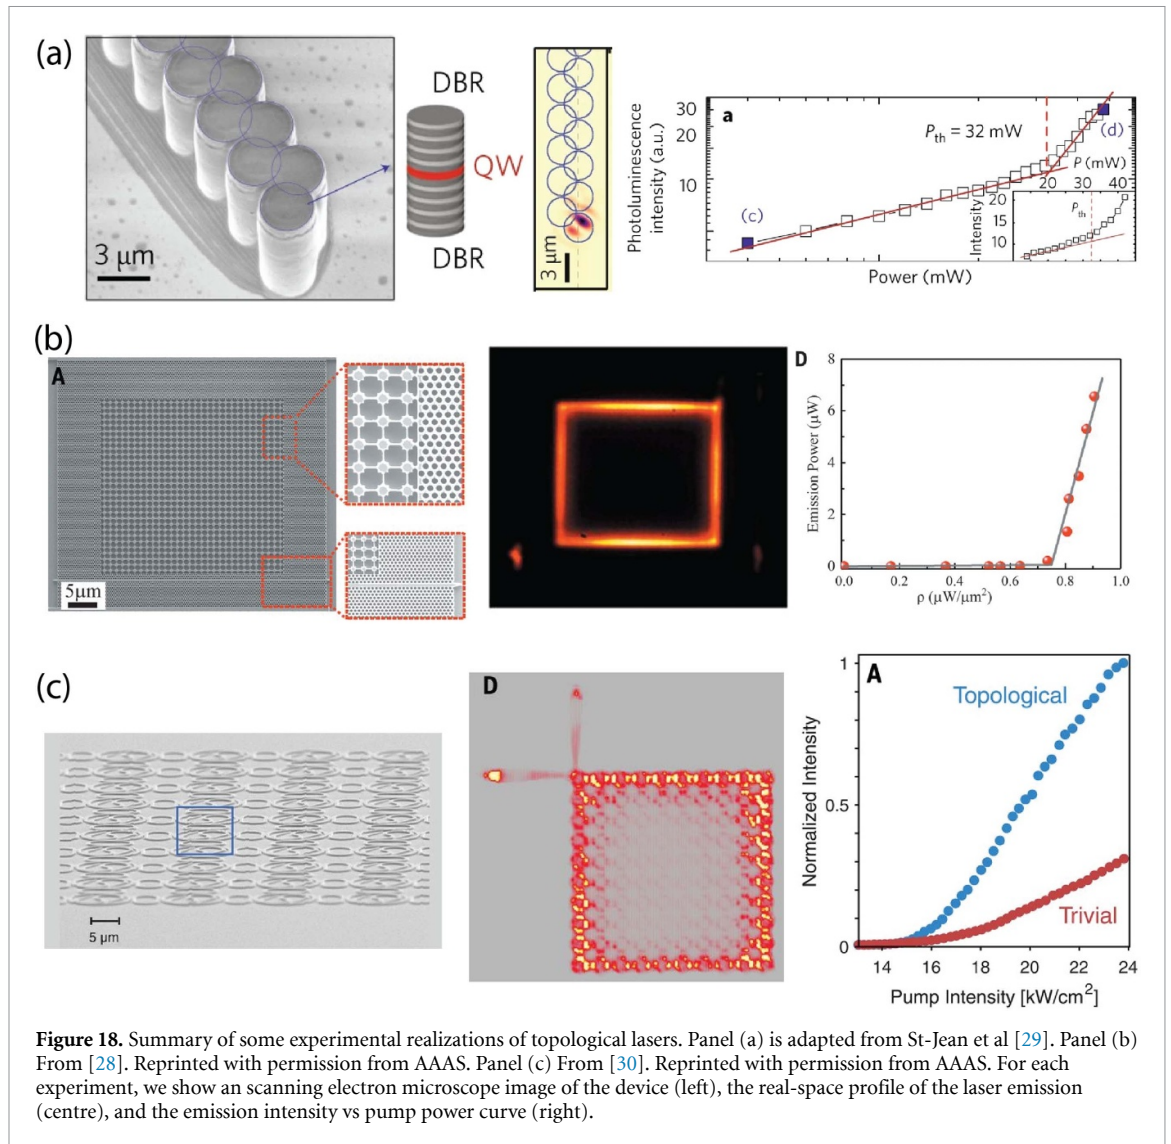 (a)
3 μm
DBR
QW
DBR
3 μm
a
Photoluminescence
intensity (a.u.)
30
20
10
P_th = 32 mW
(c)
(d)
P (mW)
20 30 40
Intensity
20
15
10
P_th
Power (mW)
(b)
A
5μm
D
Emission Power (μW)
8
6
4
2
0
0.0 0.2 0.4 0.6 0.8 1.0
ρ (μW/μm²)
(c)
5 μm
D
A
Topological
Trivial
Normalized Intensity
1
0.5
0
14 16 18 20 22 24
Pump Intensity [kW/cm²]
Figure 18. Summary of some experimental realizations of topological lasers. Panel (a) is adapted from St-Jean et al [29]. Panel (b)
From [28]. Reprinted with permission from AAAS. Panel (c) From [30]. Reprinted with permission from AAAS. For each
experiment, we show an scanning electron microscope image of the device (left), the real-space profile of the laser emission
(centre), and the emission intensity vs pump power curve (right).